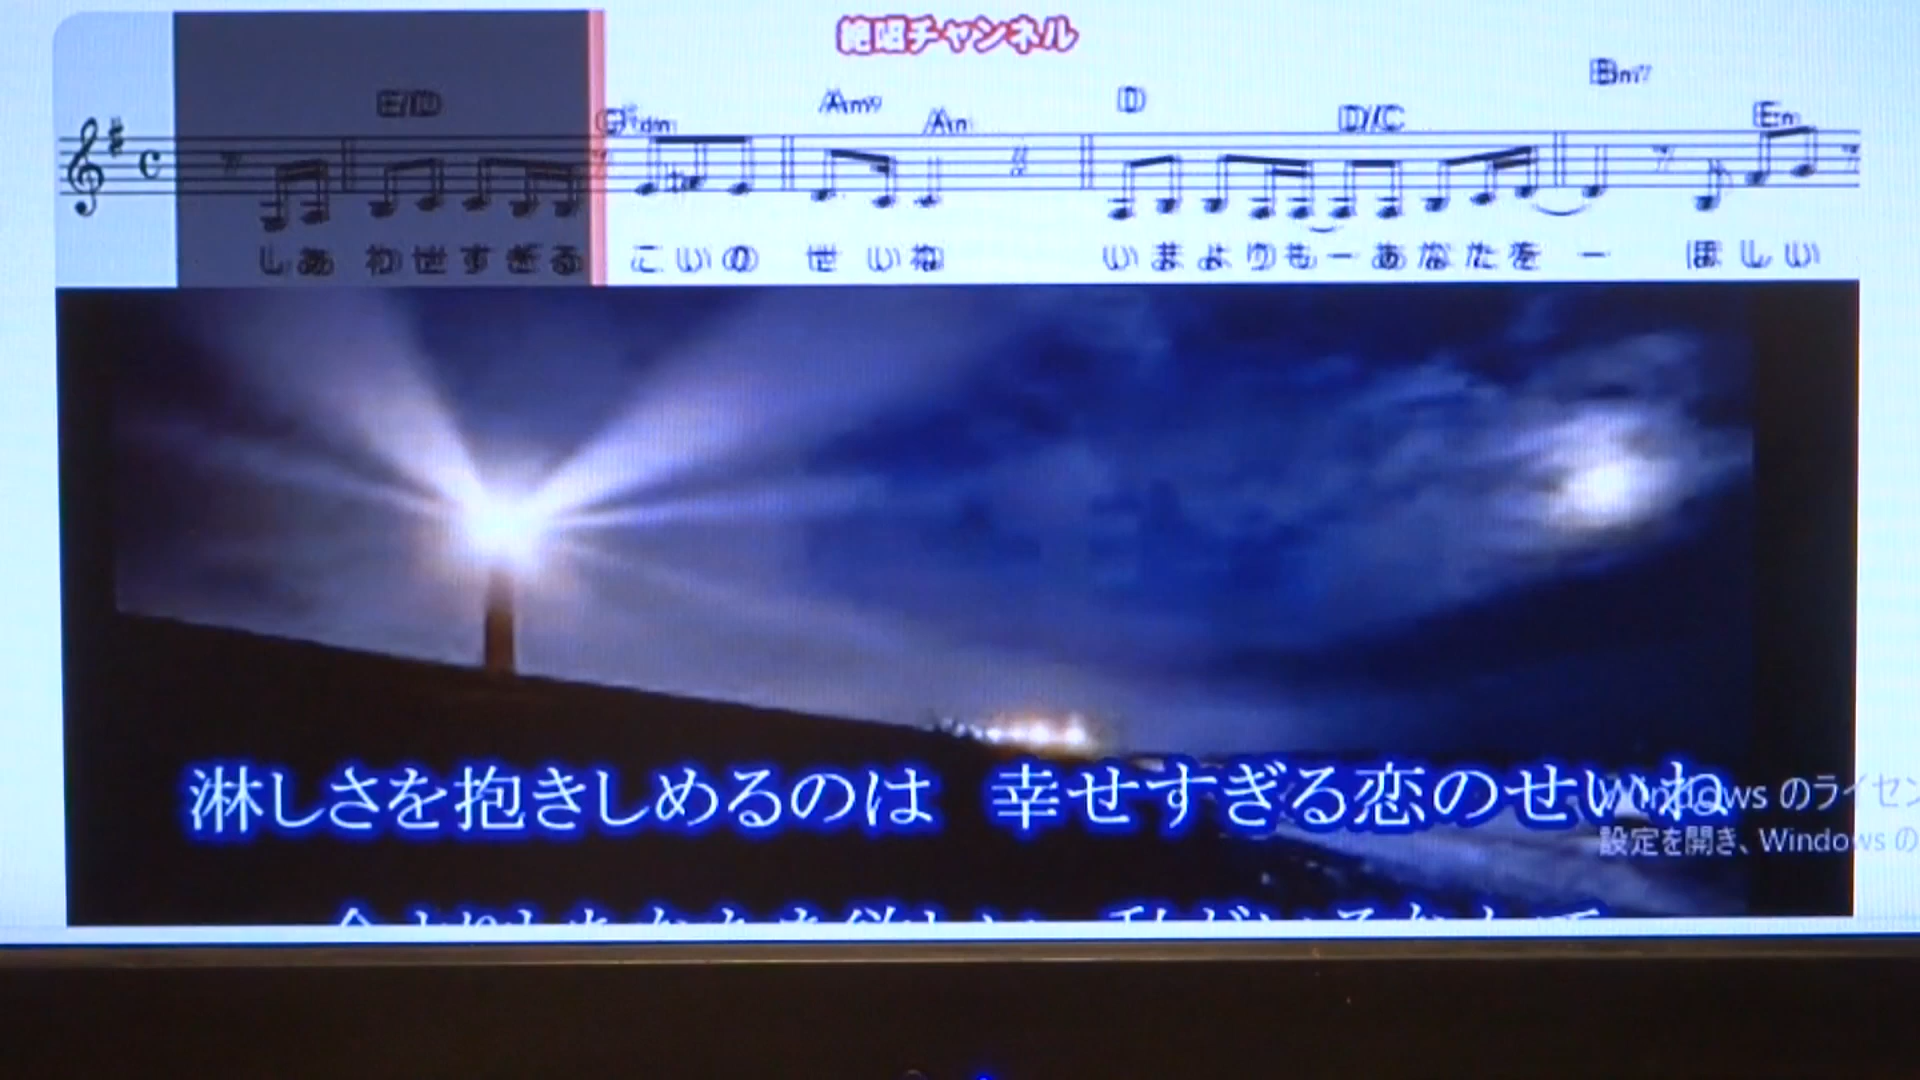 絶唱チャンネル
E/D Am9 Am D D/C Bm7 Em
しあ わせすぎる こいの せいね いまよりもーあなたを ー ほしい
淋しさを抱きしめるのは 幸せすぎる恋のせいね
Windows のライセン
設定を開き、Windows の